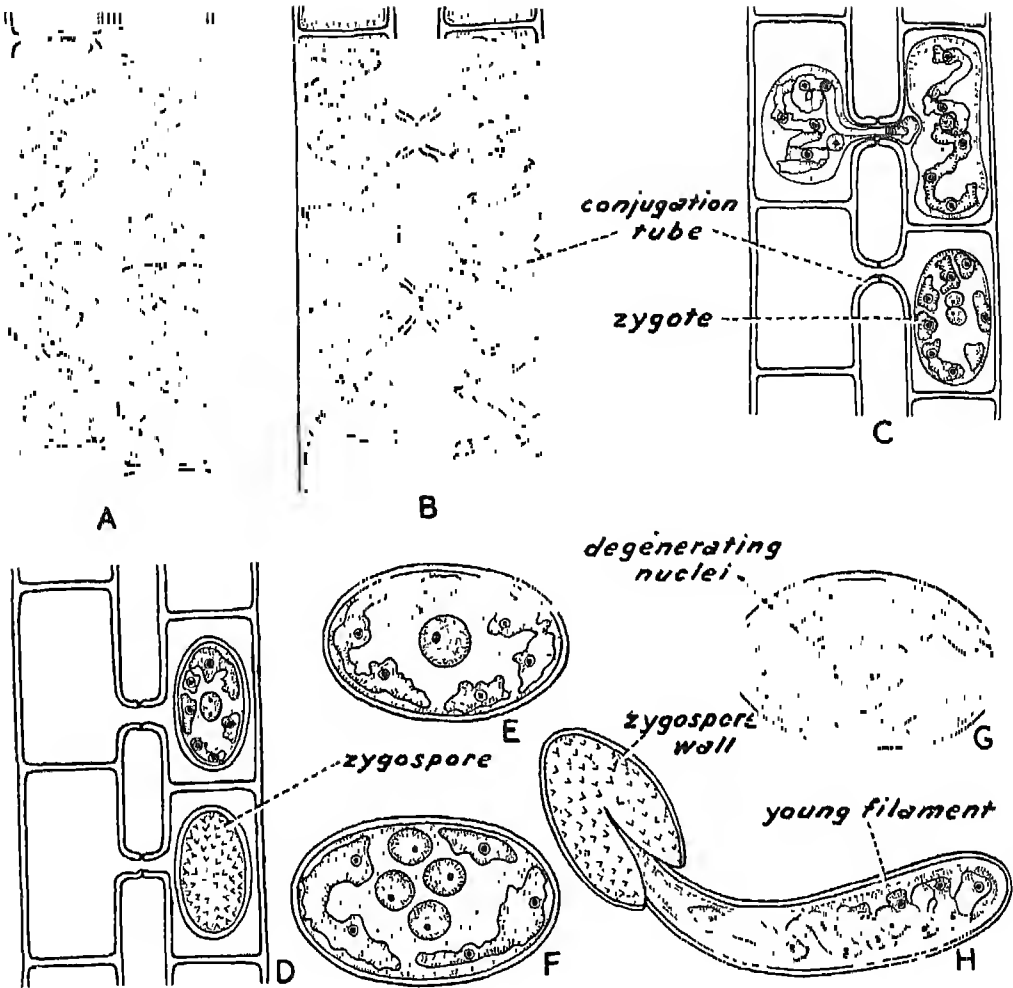 conjugation
tube
zygote
C
A
B
degenerating
nuclei
E
G
zygospore
wall
zygospore
young filament
D
F
H